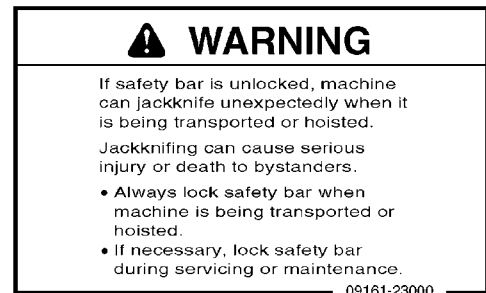 WARNING
If safety bar is unlocked, machine
can jackknife unexpectedly when it
is being transported or hoisted.
Jackknifing can cause serious
injury or death to bystanders.
• Always lock safety bar when
machine is being transported or
hoisted.
• If necessary, lock safety bar
during servicing or maintenance.
09161-23000